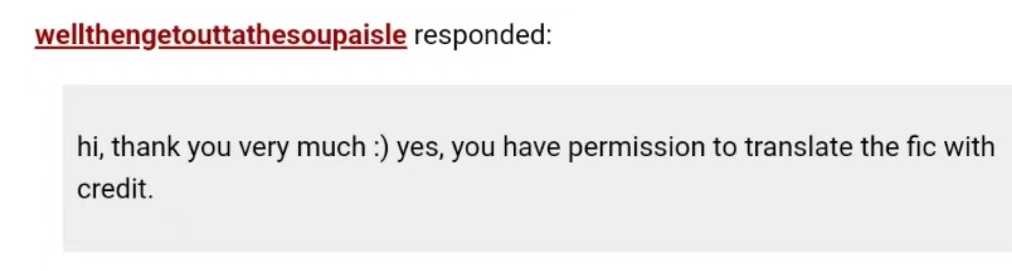 wellthengetouttathesoupaisle responded:
hi, thank you very much :) yes, you have permission to translate the fic with
credit.